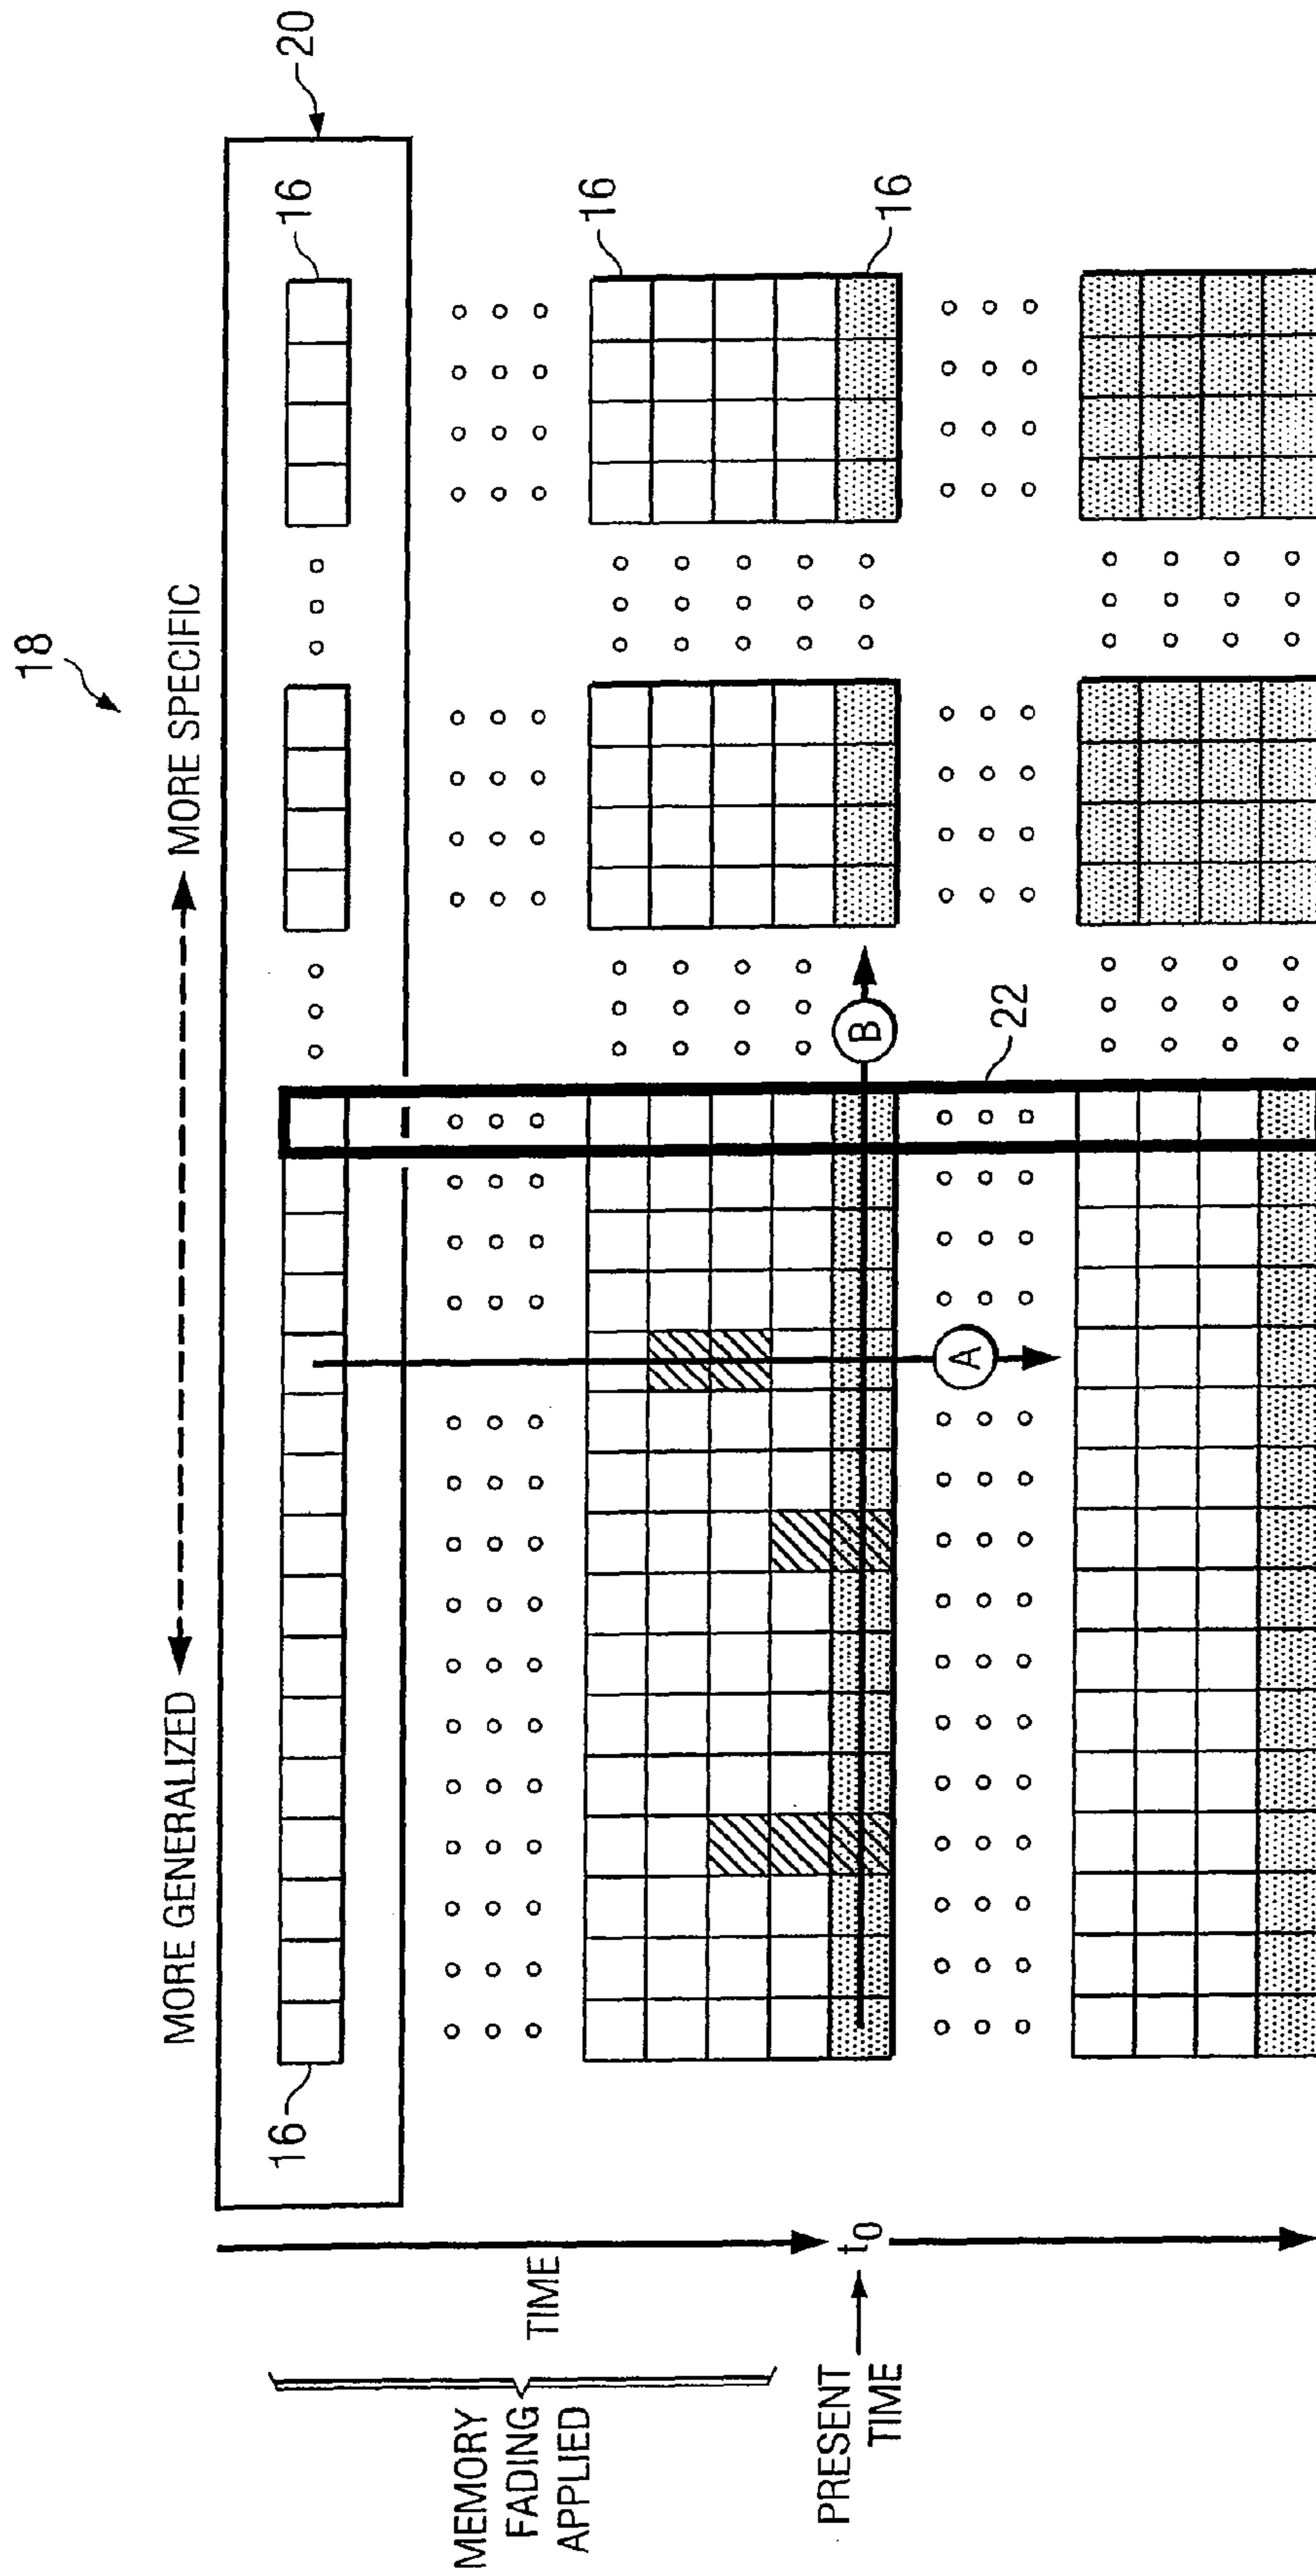 18
MORE GENERALIZED
MORE SPECIFIC
20
16
16
16
16
MEMORY
FADING
APPLIED
TIME
PRESENT
TIME
t0
B
A
22